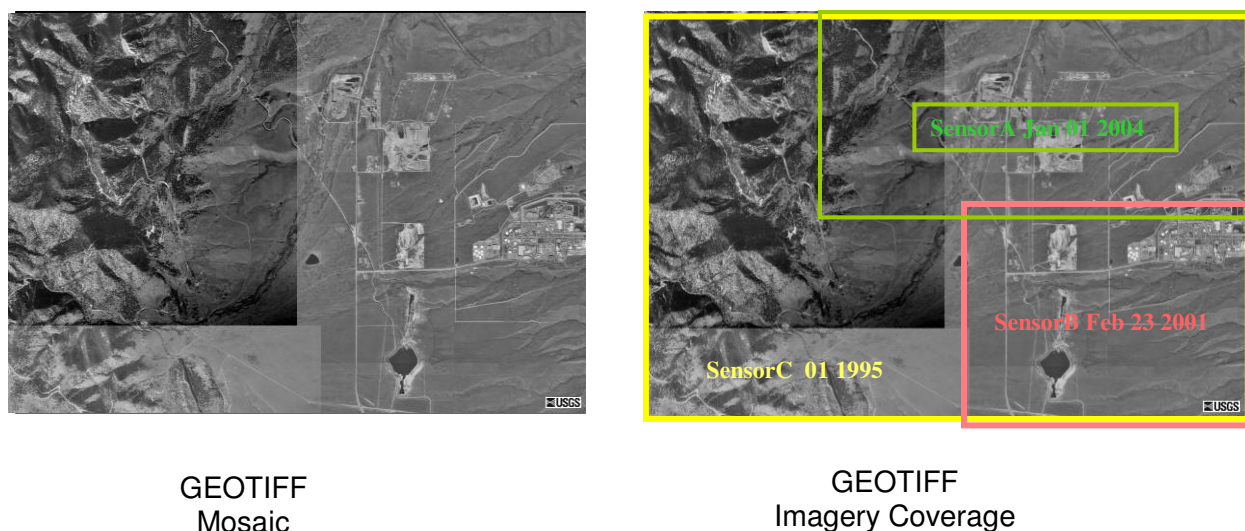 SensorA Jan 01 2004
SensorB Feb 23 2001
SensorC 01 1995
USGS
USGS
GEOTIFF
Mosaic
GEOTIFF
Imagery Coverage